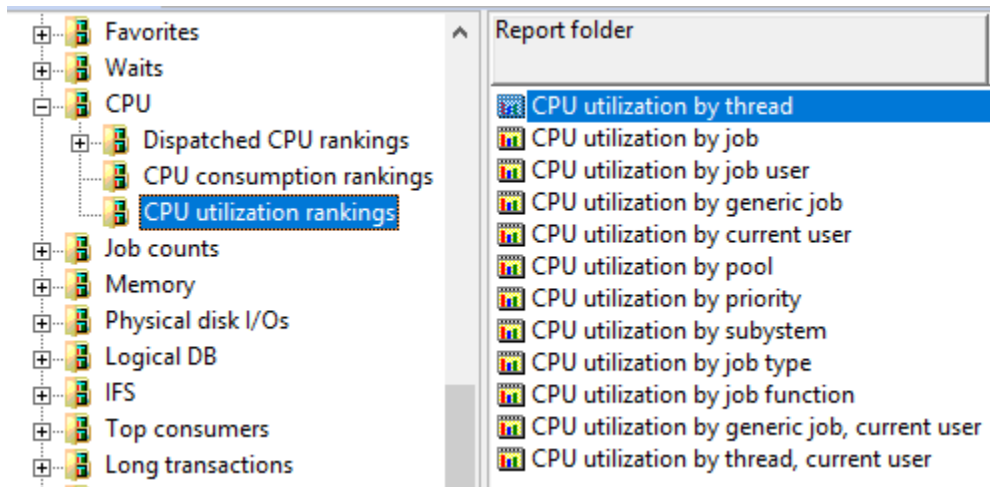 Favorites
Waits
CPU
Dispatched CPU rankings
CPU consumption rankings
CPU utilization rankings
Job counts
Memory
Physical disk I/Os
Logical DB
IFS
Top consumers
Long transactions
Report folder
CPU utilization by thread
CPU utilization by job
CPU utilization by job user
CPU utilization by generic job
CPU utilization by current user
CPU utilization by pool
CPU utilization by priority
CPU utilization by subystem
CPU utilization by job type
CPU utilization by job function
CPU utilization by generic job, current user
CPU utilization by thread, current user